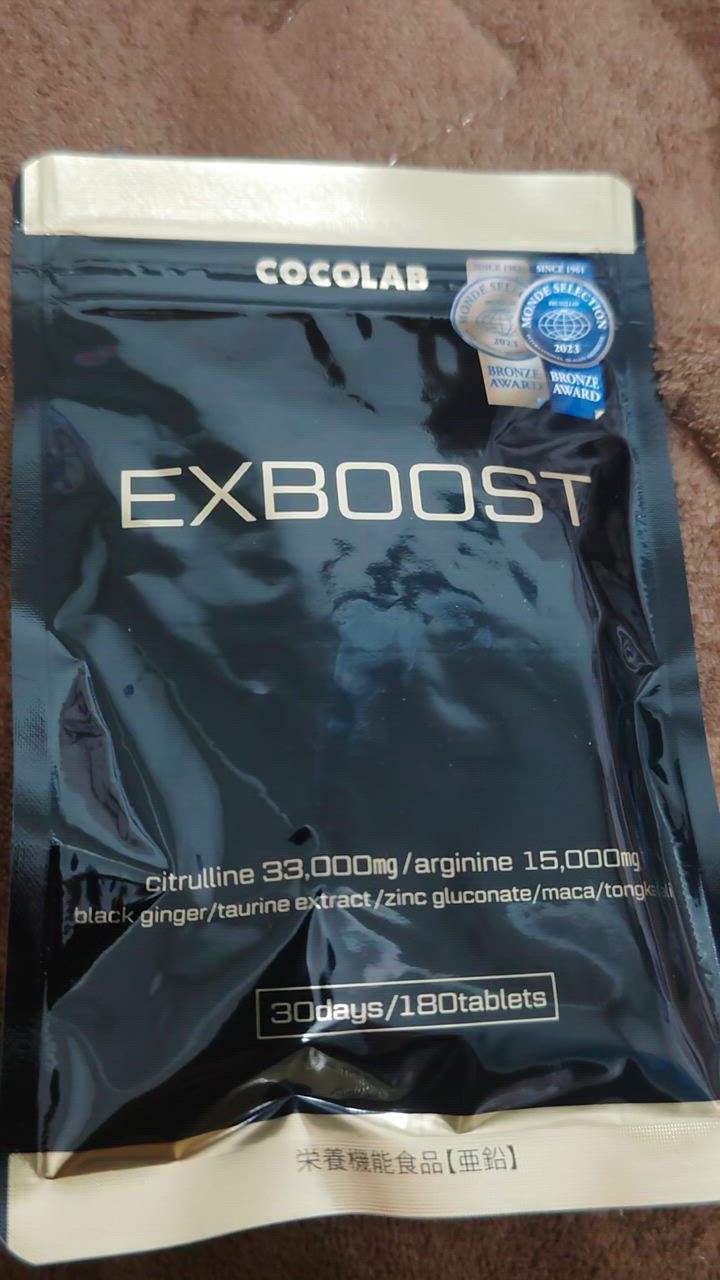 COCOLAB
SINCE 1961
MONDE SELECTION
2023
BRONZE
AWARD
SINCE 1961
MONDE SELECTION
2023
BRONZE
AWARD
EXBOOST
citrulline 33,000mg/arginine 15,000mg
black ginger/taurine extract/zinc gluconate/maca/tongkat ali
30days/180tablets
栄養機能食品【亜鉛】